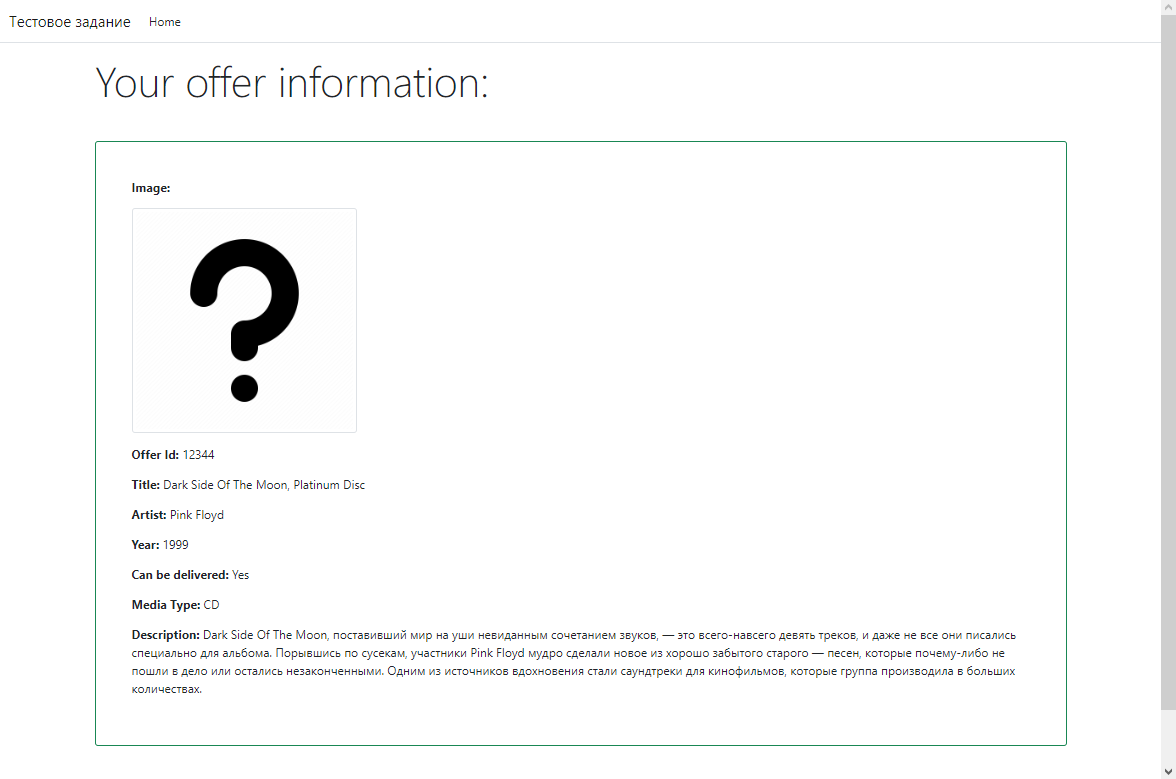 Тестовое задание Home
Your offer information:
Image:
Offer Id: 12344
Title: Dark Side Of The Moon, Platinum Disc
Artist: Pink Floyd
Year: 1999
Can be delivered: Yes
Media Type: CD
Description: Dark Side Of The Moon, поставивший мир на уши невиданным сочетанием звуков, — это всего-навсего девять треков, и даже не все они писались
специально для альбома. Порывшись по сусекам, участники Pink Floyd мудро сделали новое из хорошо забытого старого — песен, которые почему-либо не
пошли в дело или остались незаконченными. Одним из источников вдохновения стали саундтреки для кинофильмов, которые группа производила в больших
количествах.